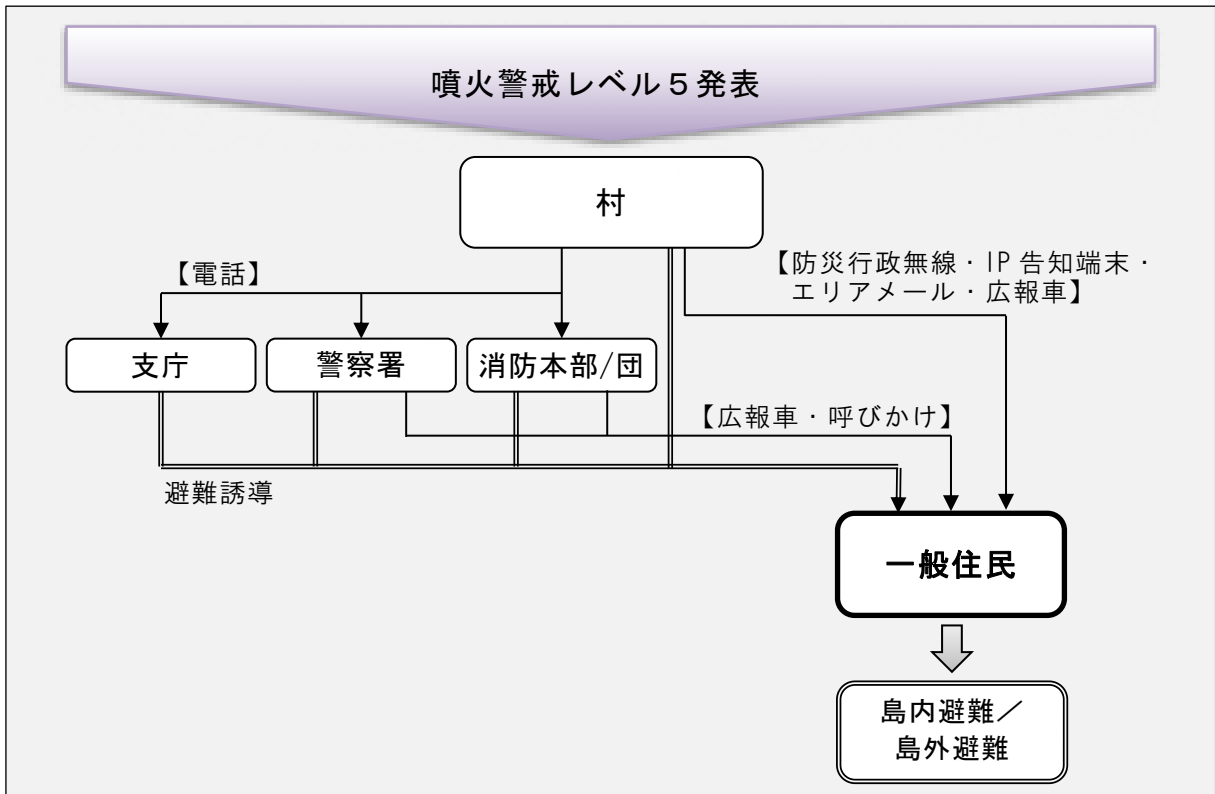 噴火警戒レベル５発表
村
【電話】
【防災行政無線・IP 告知端末・
エリアメール・広報車】
支庁
警察署
消防本部/団
【広報車・呼びかけ】
避難誘導
一般住民
島内避難／
島外避難